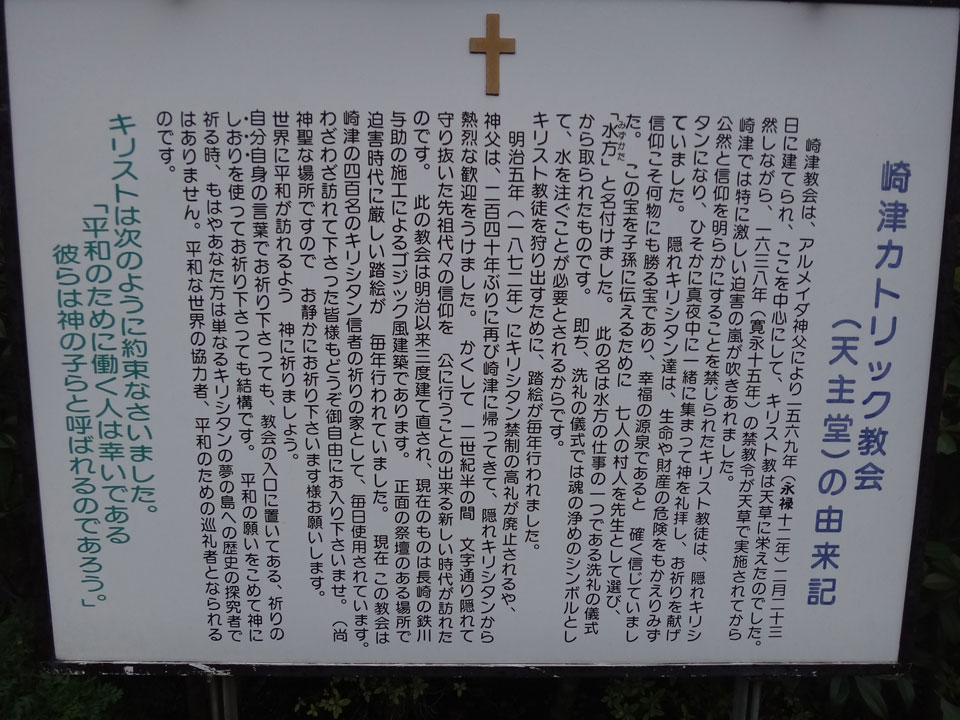 崎津カトリック教会
(天主堂)の由来記
崎津教会は、アルメイダ神父により一五六九年(永禄十二年)二月二十三
日に建てられ、ここを中心にして、キリスト教は天草に栄えたのでした。
然しながら、一六三八年(寛永十五年)の禁教令が天草で実施されてから
崎津では特に激しい迫害の嵐が吹きあれました。
公然と信仰を明らかにすることを禁じられたキリスト教徒は、隠れキリシ
タンになり、ひそかに真夜中に一緒に集まって神を礼拝し、お祈りを献げ
ていました。 隠れキリシタン達は、生命や財産の危険をもかえりみず
信仰こそ何物にも勝る宝であり、幸福の源泉であると 確く信じていまし
た。 この宝を子孫に伝えるために 七人の村人を先生として選び、
「水方」と名付けました。 此の名は水方の仕事の一つである洗礼の儀式
みずかた
から取られたものです。 即ち、洗礼の儀式では魂の浄めのシンボルとし
て、水を注ぐことが必要とされるからです。
キリスト教徒を狩り出すために、踏絵が毎年行われました。
明治五年(一八七二年)にキリシタン禁制の高礼が廃止されるや、
神父は、二百四十年ぶりに再び崎津に帰つてきて、隠れキリシタンから
熱烈な歓迎をうけました。 かくして 二世紀半の間 文字通り隠れて
守り抜いた先祖代々の信仰を 公に行うことの出来る新しい時代が訪れた
のです。 此の教会は明治以来三度建て直され、現在のものは長崎の鉄川
与助の施工によるゴジック風建築であります。 正面の祭壇のある場所で
迫害時代に厳しい踏絵が 毎年行われていました。 現在 この教会は
崎津の四百名のキリシタン信者の祈りの家として、毎日使用されています。
わざわざ訪れて下さった皆様もどうぞ御自由にお入り下さいませ。(尚
神聖な場所ですので お静かにお祈り下さいます様お願いします。
世界に平和が訪れるよう 神に祈りましよう。
自分自身の言葉でお祈り下さつても、教会の入口に置いてある、祈りの
しおりを使つてお祈り下さっても結構です。 平和の願いをこめて神に
祈る時、もはやあなた方は単なるキリシタンの夢の島への歴史の探究者で
はありません。平和な世界の協力者、平和のための巡礼者となられる
のです。
キリストは次のように約束なさいました。
「平和のために働く人は幸いである
彼らは神の子らと呼ばれるのであろう。」